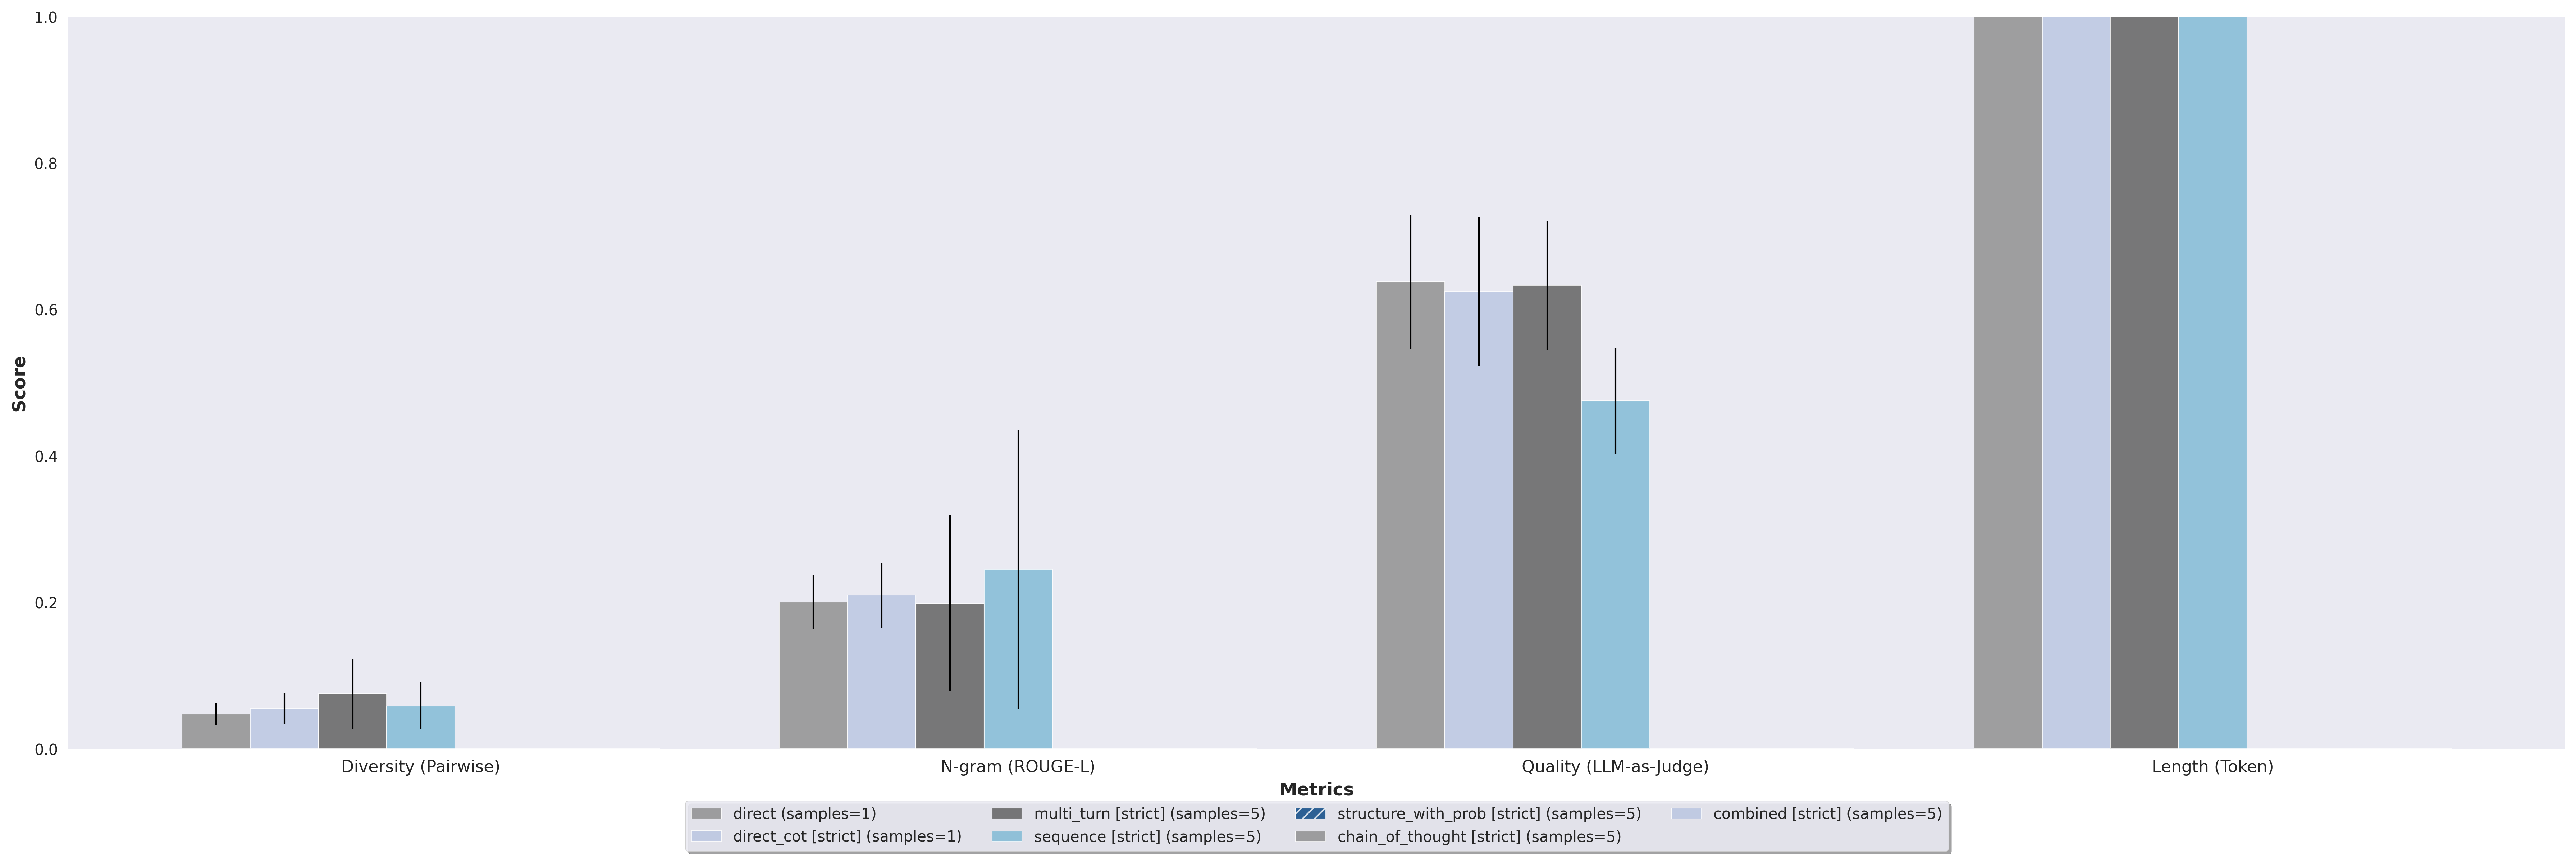 1.0
0.8
0.6
0.4
0.2
0.0
Score
Diversity (Pairwise)
N-gram (ROUGE-L)
Quality (LLM-as-Judge)
Length (Token)
Metrics
direct (samples=1)
direct_cot [strict] (samples=1)
multi_turn [strict] (samples=5)
sequence [strict] (samples=5)
structure_with_prob [strict] (samples=5)
chain_of_thought [strict] (samples=5)
combined [strict] (samples=5)